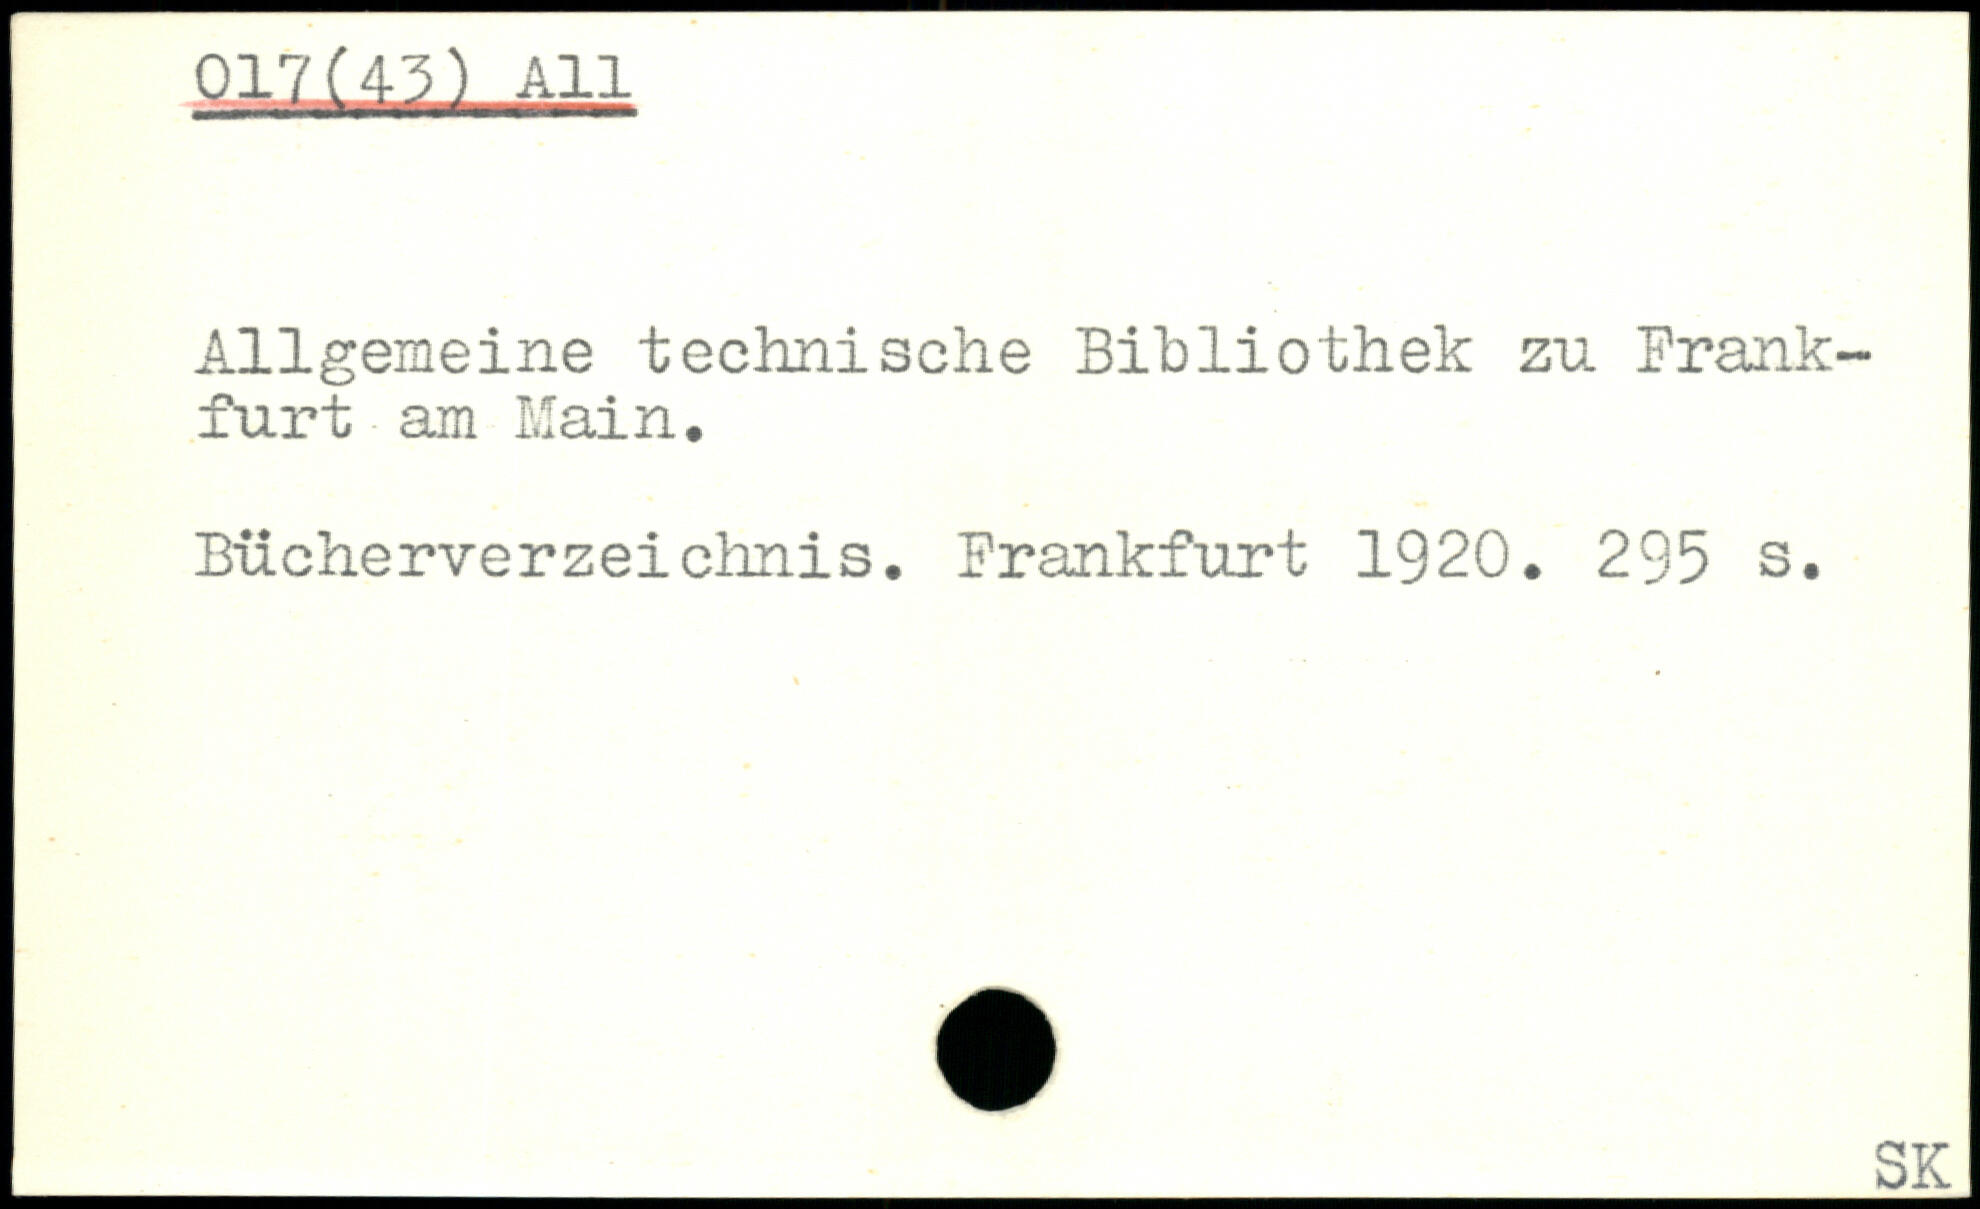 017(43) All
Allgemeine technische Bibliothek zu Frank-
furt am Main.
Bücherverzeichnis. Frankfurt 1920. 295 s.
SK